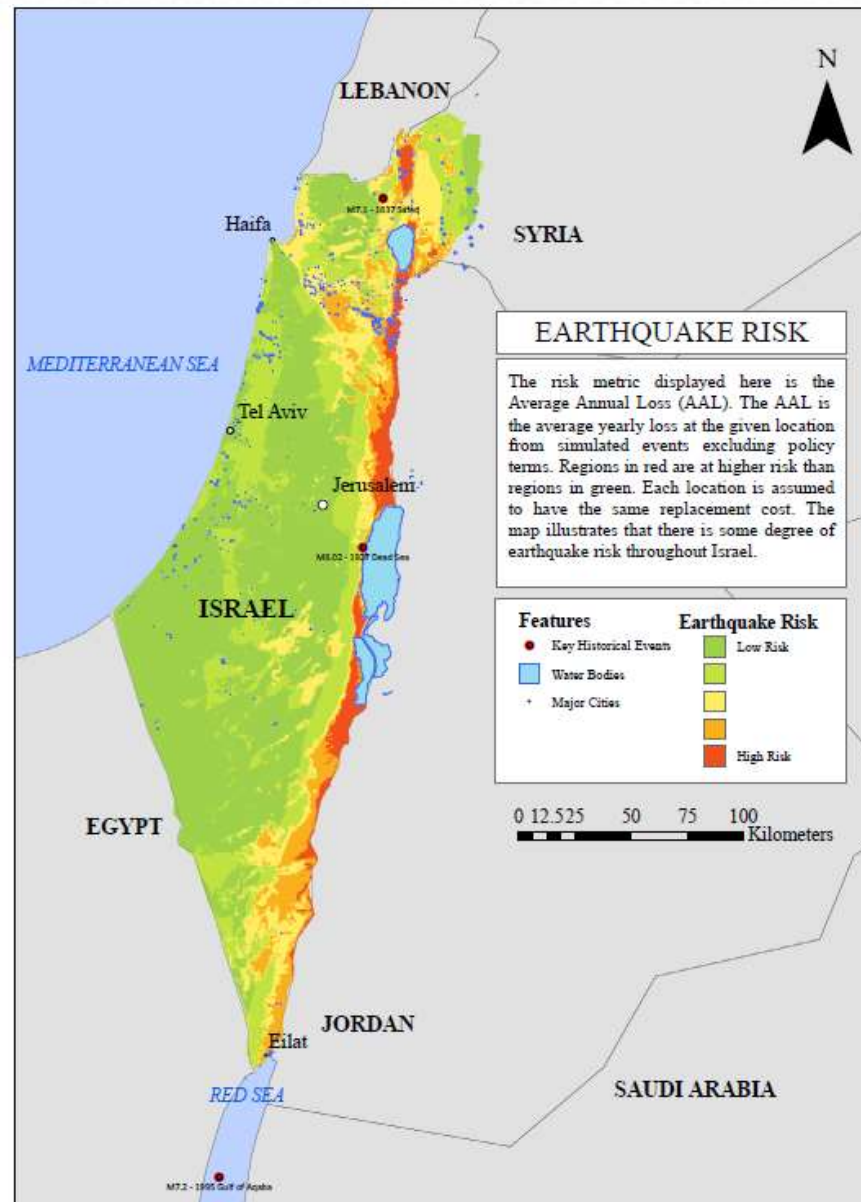 N
LEBANON
M7.1 - 1837 Safed
Haifa
SYRIA
EARTHQUAKE RISK
MEDITERRANEAN SEA
The risk metric displayed here is the
Average Annual Loss (AAL). The AAL is
the average yearly loss at the given location
from simulated events excluding policy
terms. Regions in red are at higher risk than
regions in green. Each location is assumed
to have the same replacement cost. The
map illustrates that there is some degree of
earthquake risk throughout Israel.
Tel Aviv
Jerusalem
1927 Dead Sea
ISRAEL
Features
Key Historical Events
Water Bodies
Major Cities
Earthquake Risk
Low Risk
High Risk
EGYPT
0 12.525 50 75 100
Kilometers
JORDAN
Eilat
RED SEA
SAUDI ARABIA
M7.2 - 1995 Gulf of Aqaba